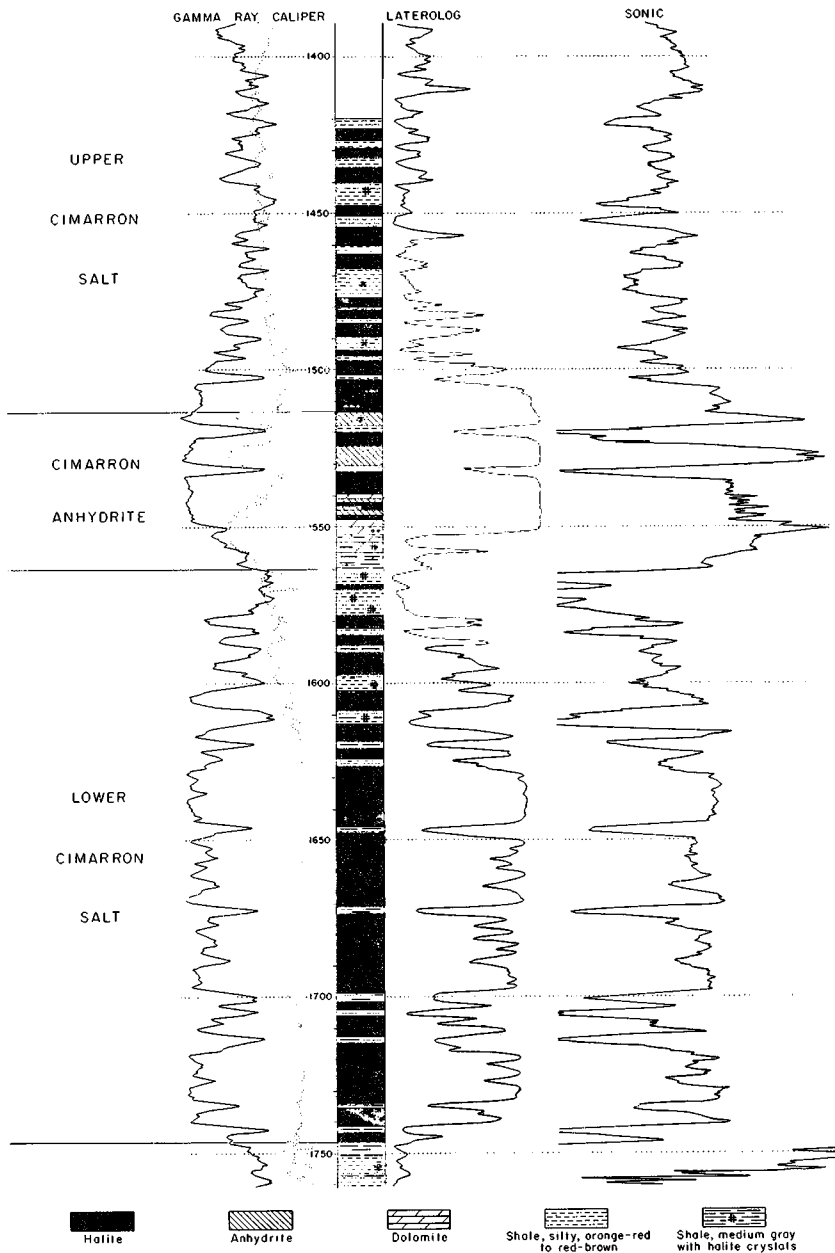 GAMMA RAY CALIPER LATEROLOG SONIC
1400
UPPER
1450
CIMARRON
SALT
1500
CIMARRON
ANHYDRITE
1550
1600
LOWER
1650
CIMARRON
SALT
1700
1750
Halite
Anhydrite
Dolomite
Shale, silty, orange-red
to red-brown
Shale, medium gray
with halite crystals